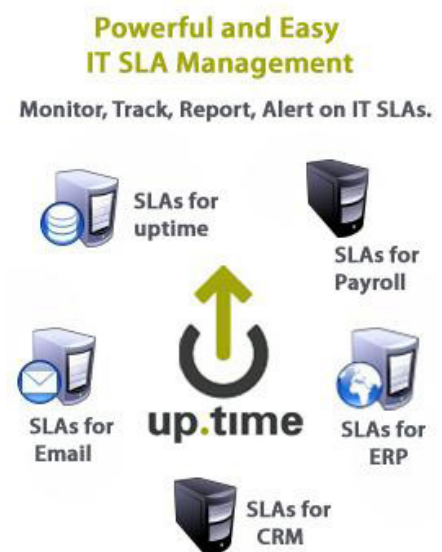 Powerful and Easy
IT SLA Management
Monitor, Track, Report, Alert on IT SLAs.
SLAs for
uptime
SLAs for
Payroll
SLAs for
Email
up.time
SLAs for
ERP
SLAs for
CRM